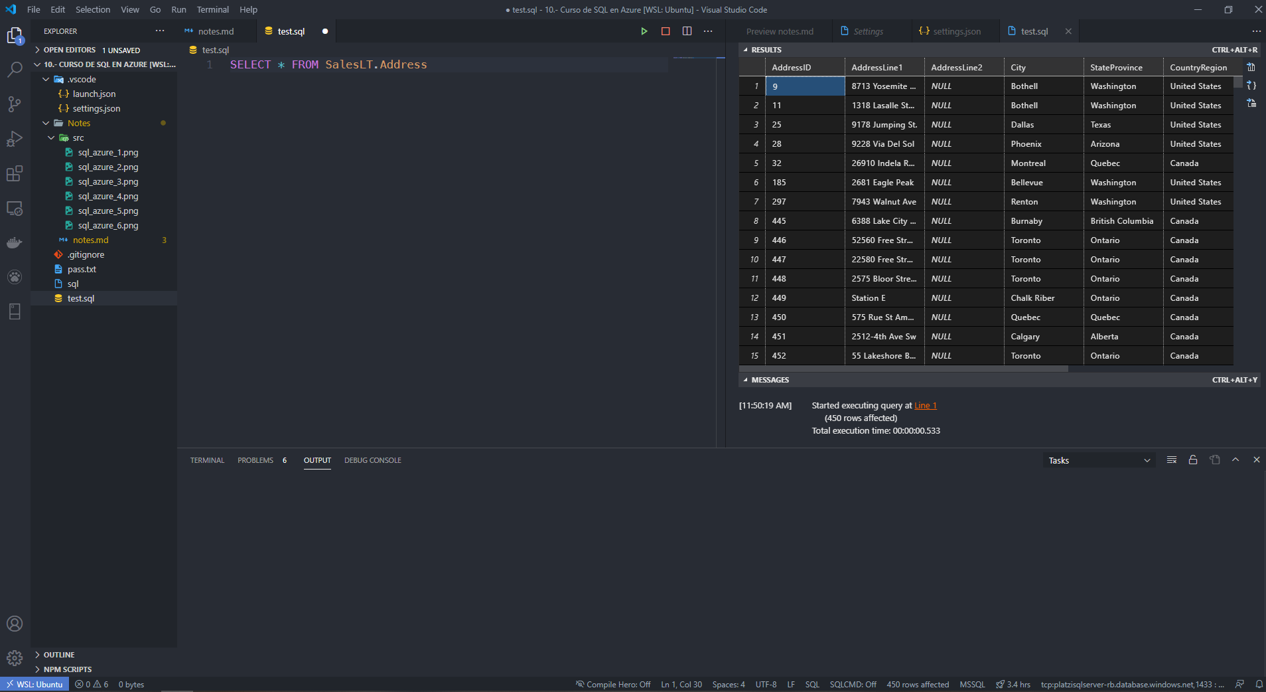 File Edit Selection View Go Run Terminal Help
● test.sql - 10.- Curso de SQL en Azure [WSL: Ubuntu] - Visual Studio Code
EXPLORER
OPEN EDITORS 1 UNSAVED
10.- CURSO DE SQL EN AZURE [WSL:...
.vscode
launch.json
settings.json
Notes
src
sql_azure_1.png
sql_azure_2.png
sql_azure_3.png
sql_azure_4.png
sql_azure_5.png
sql_azure_6.png
notes.md 3
.gitignore
pass.txt
sql
test.sql
OUTLINE
NPM SCRIPTS
notes.md test.sql
test.sql
1 SELECT * FROM SalesLT.Address
Preview notes.md Settings settings.json test.sql
RESULTS CTRL+ALT+R
AddressID AddressLine1 AddressLine2 City StateProvince CountryRegion
1 9 8713 Yosemite ... NULL Bothell Washington United States
2 11 1318 Lasalle St... NULL Bothell Washington United States
3 25 9178 Jumping St. NULL Dallas Texas United States
4 28 9228 Via Del Sol NULL Phoenix Arizona United States
5 32 26910 Indela R... NULL Montreal Quebec Canada
6 185 2681 Eagle Peak NULL Bellevue Washington United States
7 297 7943 Walnut Ave NULL Renton Washington United States
8 445 6388 Lake City ... NULL Burnaby British Columbia Canada
9 446 52560 Free Str... NULL Toronto Ontario Canada
10 447 22580 Free Str... NULL Toronto Ontario Canada
11 448 2575 Bloor Stre... NULL Toronto Ontario Canada
12 449 Station E NULL Chalk Riber Ontario Canada
13 450 575 Rue St Am... NULL Quebec Quebec Canada
14 451 2512-4th Ave Sw NULL Calgary Alberta Canada
15 452 55 Lakeshore B... NULL Toronto Ontario Canada
MESSAGES CTRL+ALT+Y
[11:50:19 AM] Started executing query at Line 1
(450 rows affected)
Total execution time: 00:00:00.533
TERMINAL PROBLEMS 6 OUTPUT DEBUG CONSOLE Tasks
WSL: Ubuntu 0 6 0 bytes Compile Hero: Off Ln 1, Col 30 Spaces: 4 UTF-8 LF SQL SQLCMD: Off 450 rows affected MSSQL 3.4 hrs tcp:platzisqlserver-rb.database.windows.net,1433 : ...